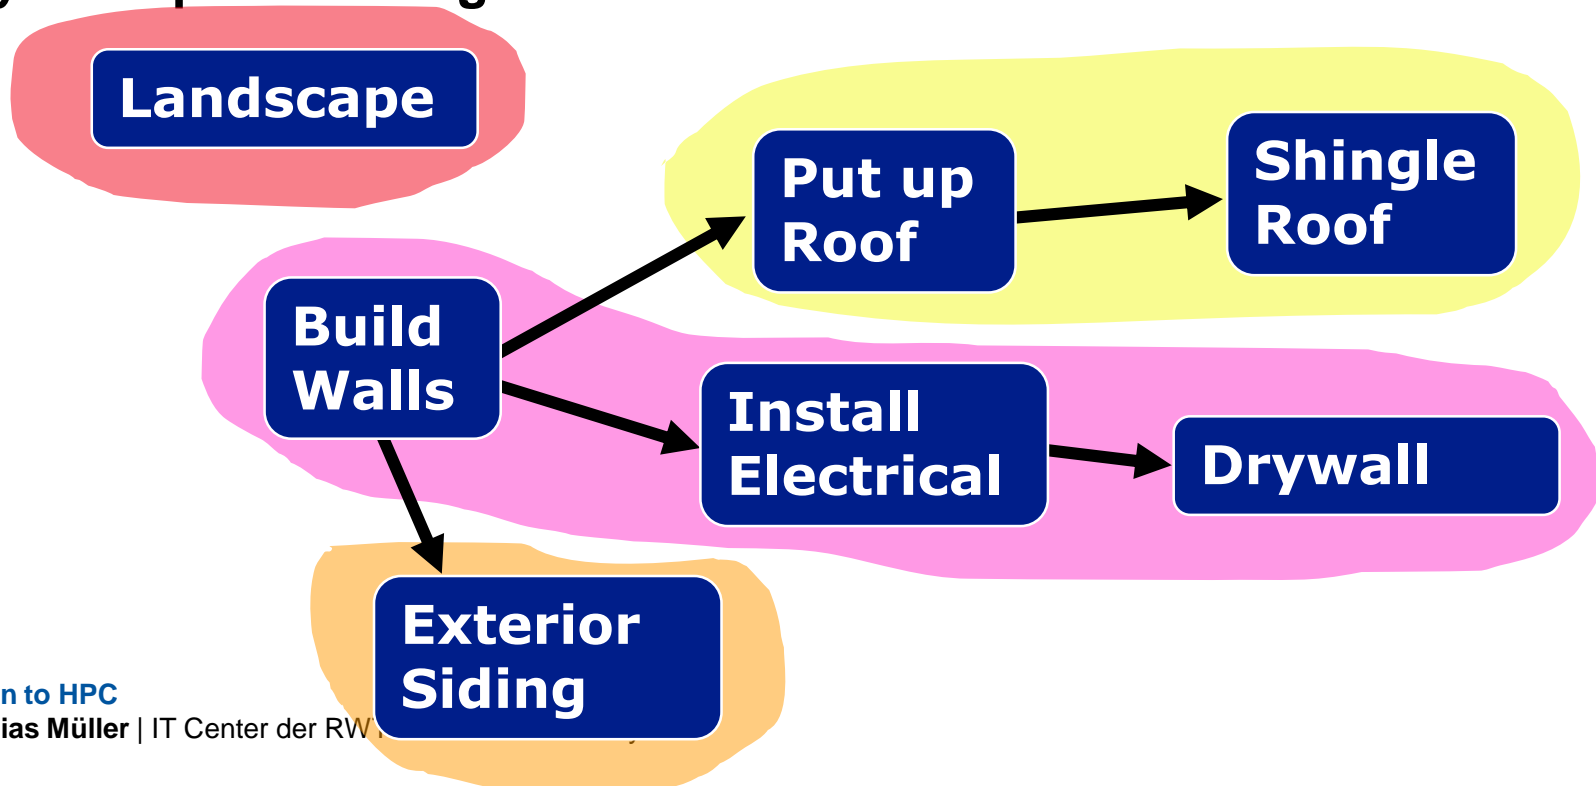 Landscape
Put up
Roof
Shingle
Roof
Build
Walls
Install
Electrical
Drywall
Exterior
Siding
n to HPC
ias Müller | IT Center der RW